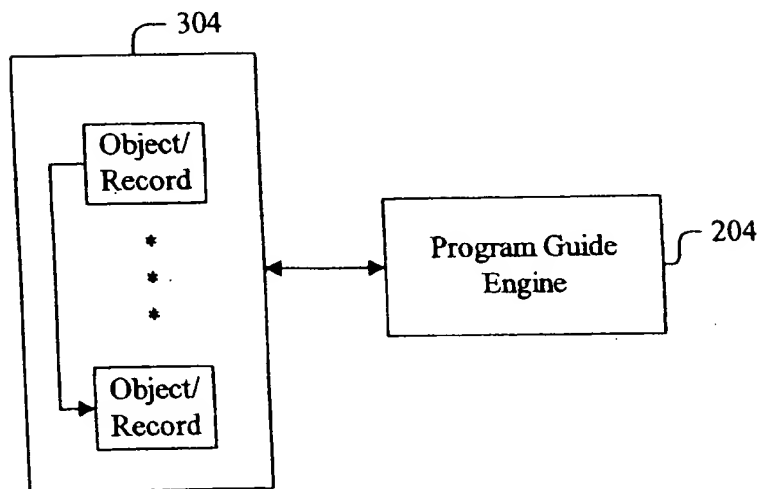 304
Object/
Record
*
*
*
Object/
Record
Program Guide
Engine
204